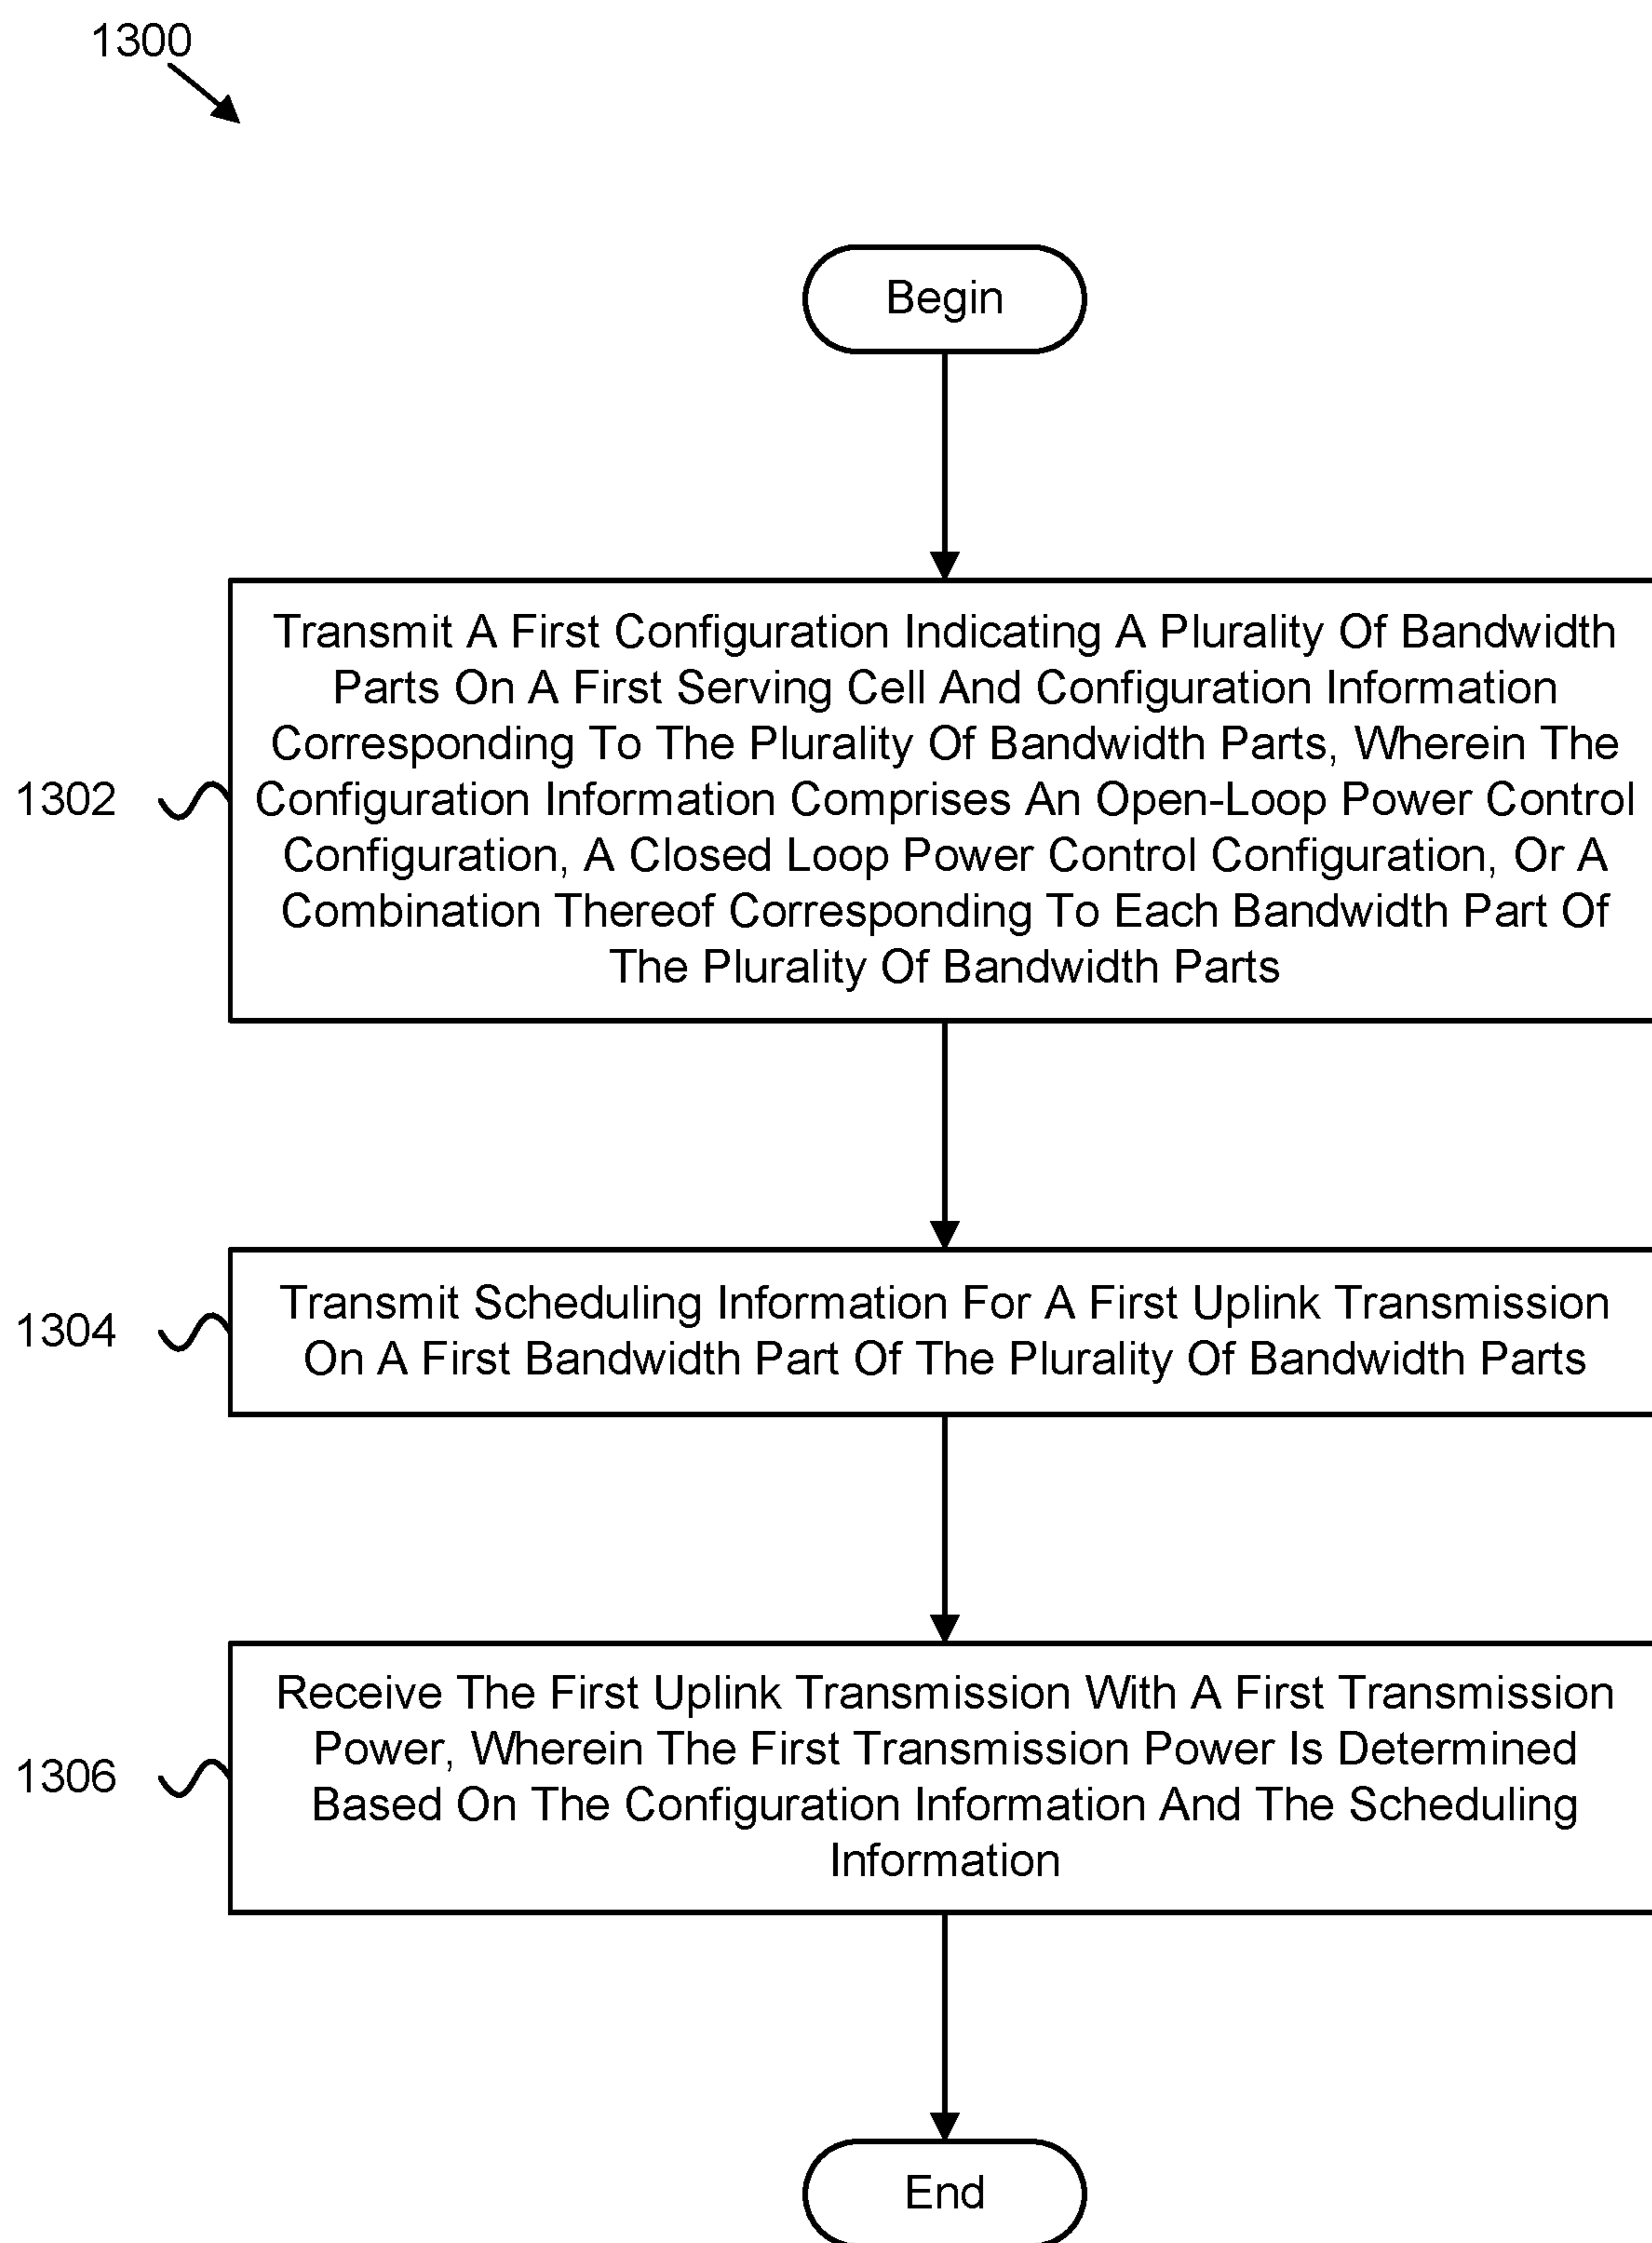 1300
Begin
1302
Transmit A First Configuration Indicating A Plurality Of Bandwidth
Parts On A First Serving Cell And Configuration Information
Corresponding To The Plurality Of Bandwidth Parts, Wherein The
Configuration Information Comprises An Open-Loop Power Control
Configuration, A Closed Loop Power Control Configuration, Or A
Combination Thereof Corresponding To Each Bandwidth Part Of
The Plurality Of Bandwidth Parts
1304
Transmit Scheduling Information For A First Uplink Transmission
On A First Bandwidth Part Of The Plurality Of Bandwidth Parts
1306
Receive The First Uplink Transmission With A First Transmission
Power, Wherein The First Transmission Power Is Determined
Based On The Configuration Information And The Scheduling
Information
End